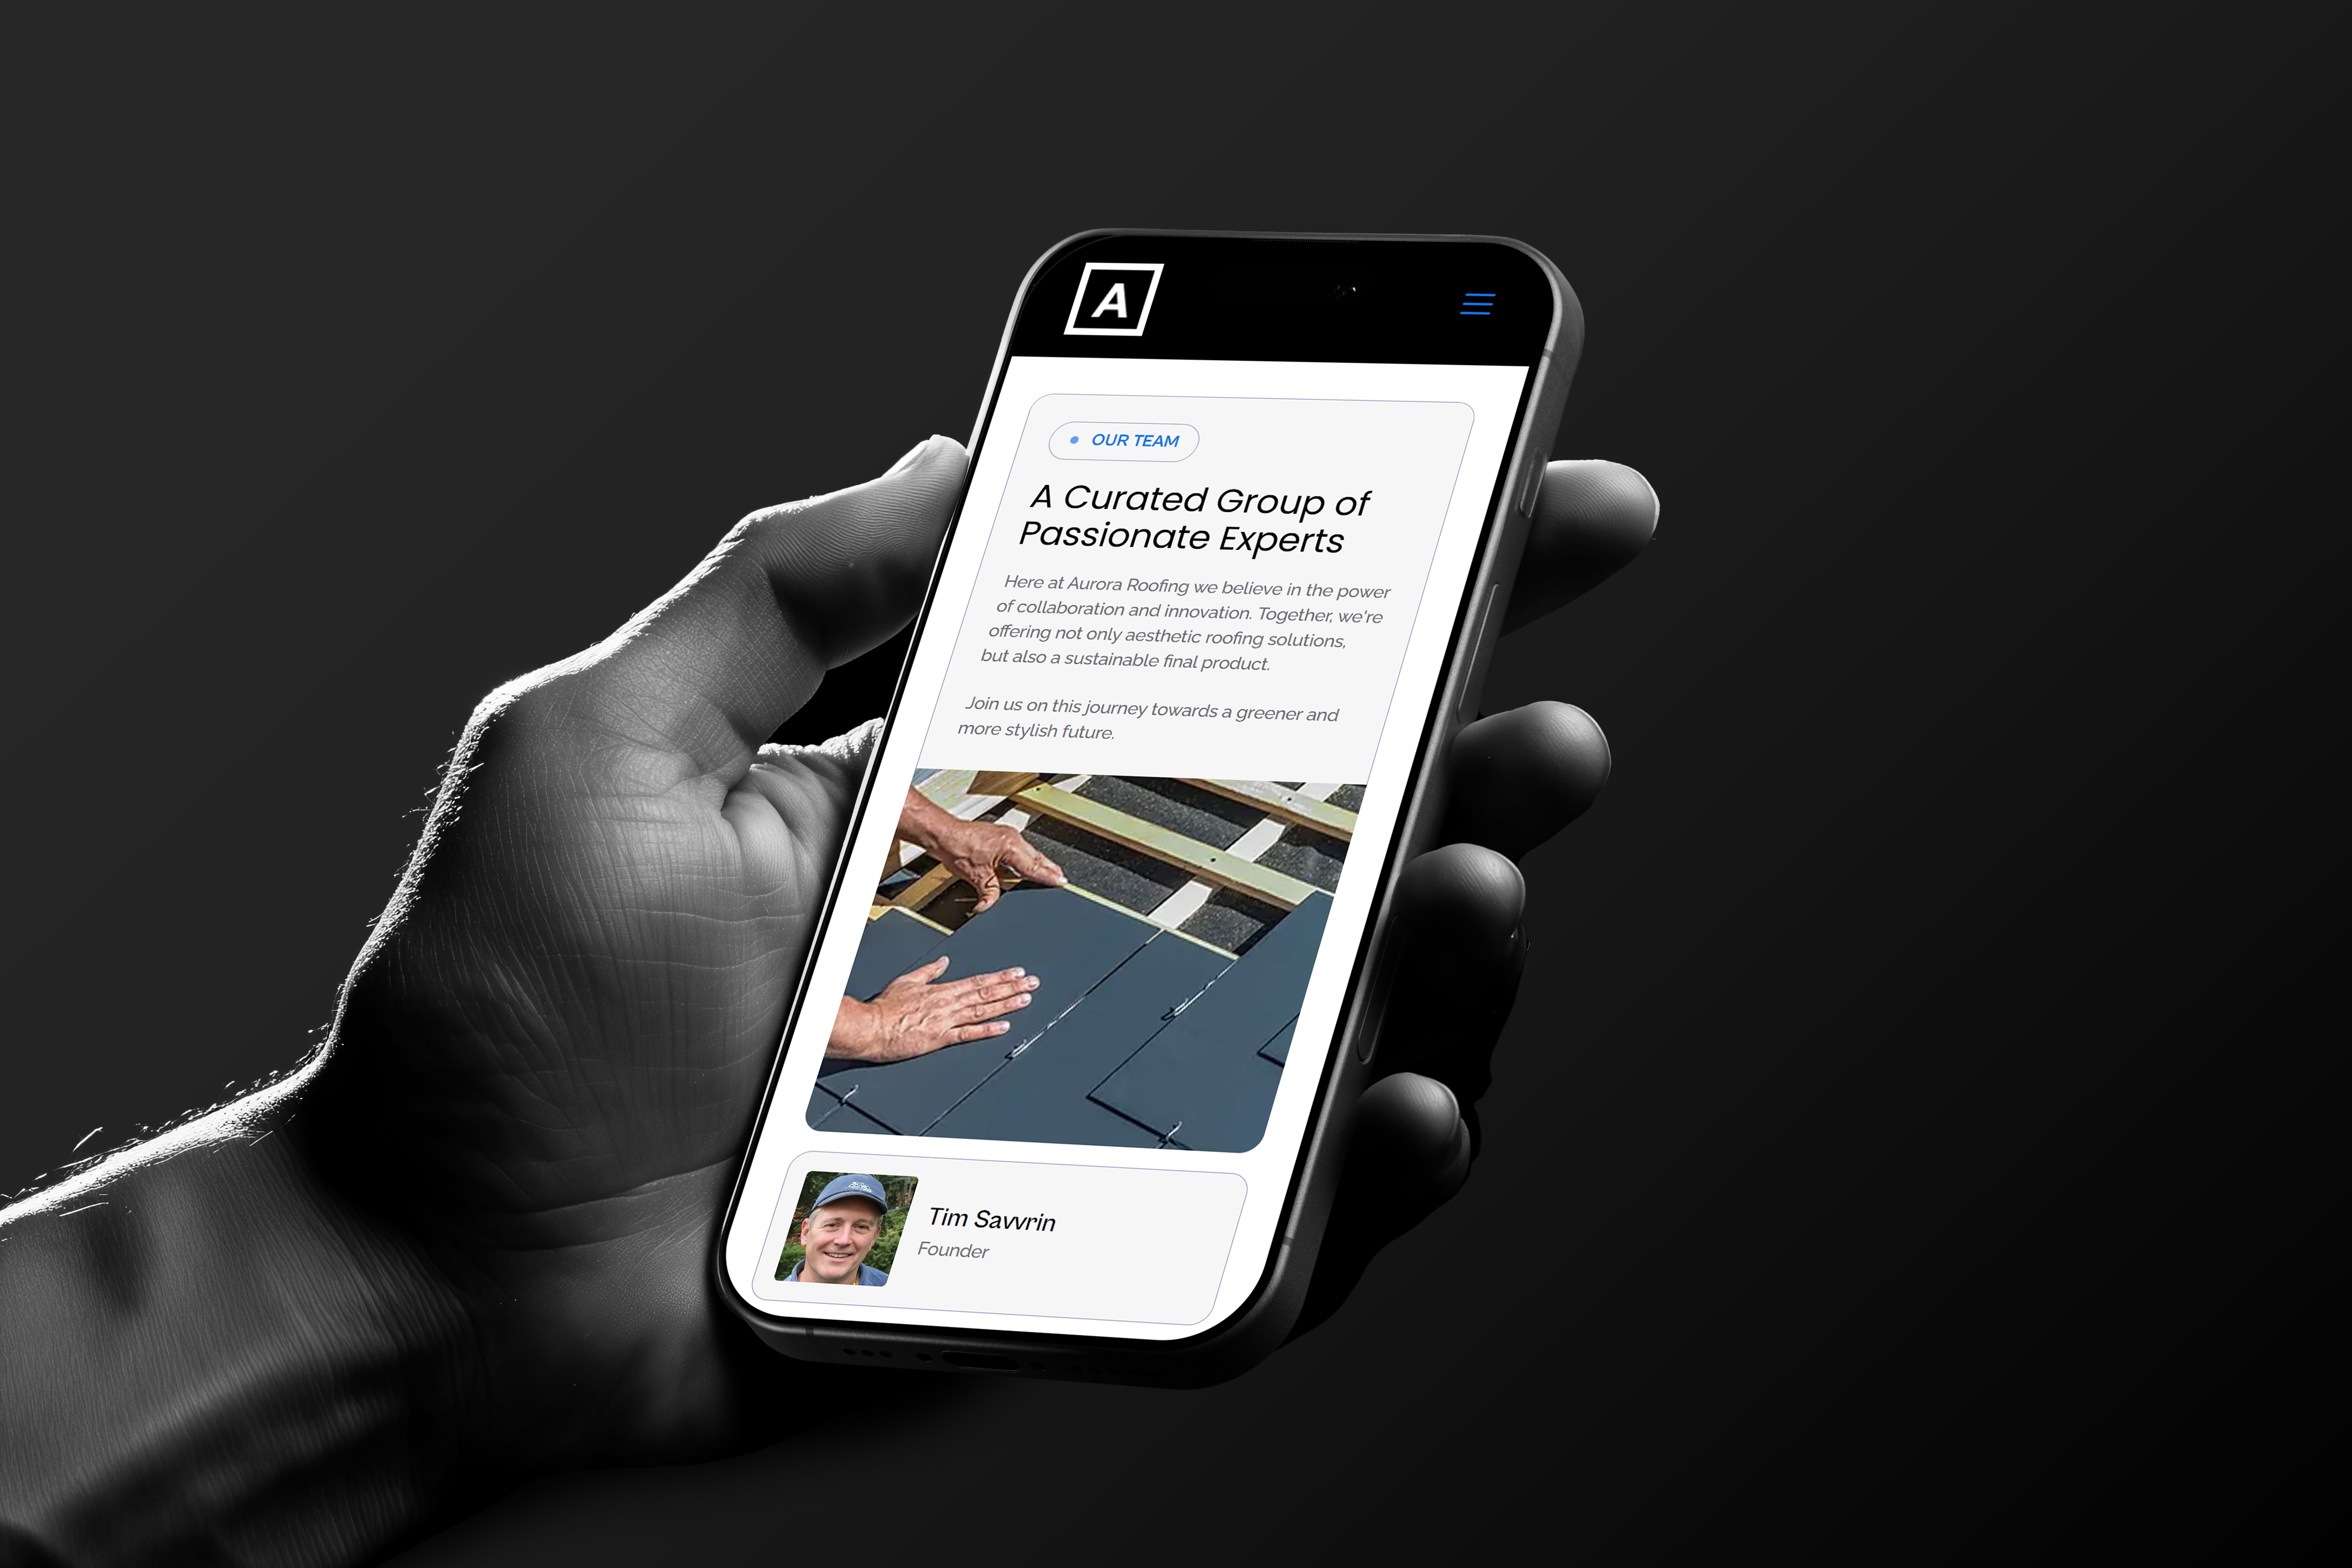 A
OUR TEAM
A Curated Group of
Passionate Experts
Here at Aurora Roofing we believe in the power
of collaboration and innovation. Together, we're
offering not only aesthetic roofing solutions,
but also a sustainable final product.
Join us on this journey towards a greener and
more stylish future.
Tim Savvrin
Founder